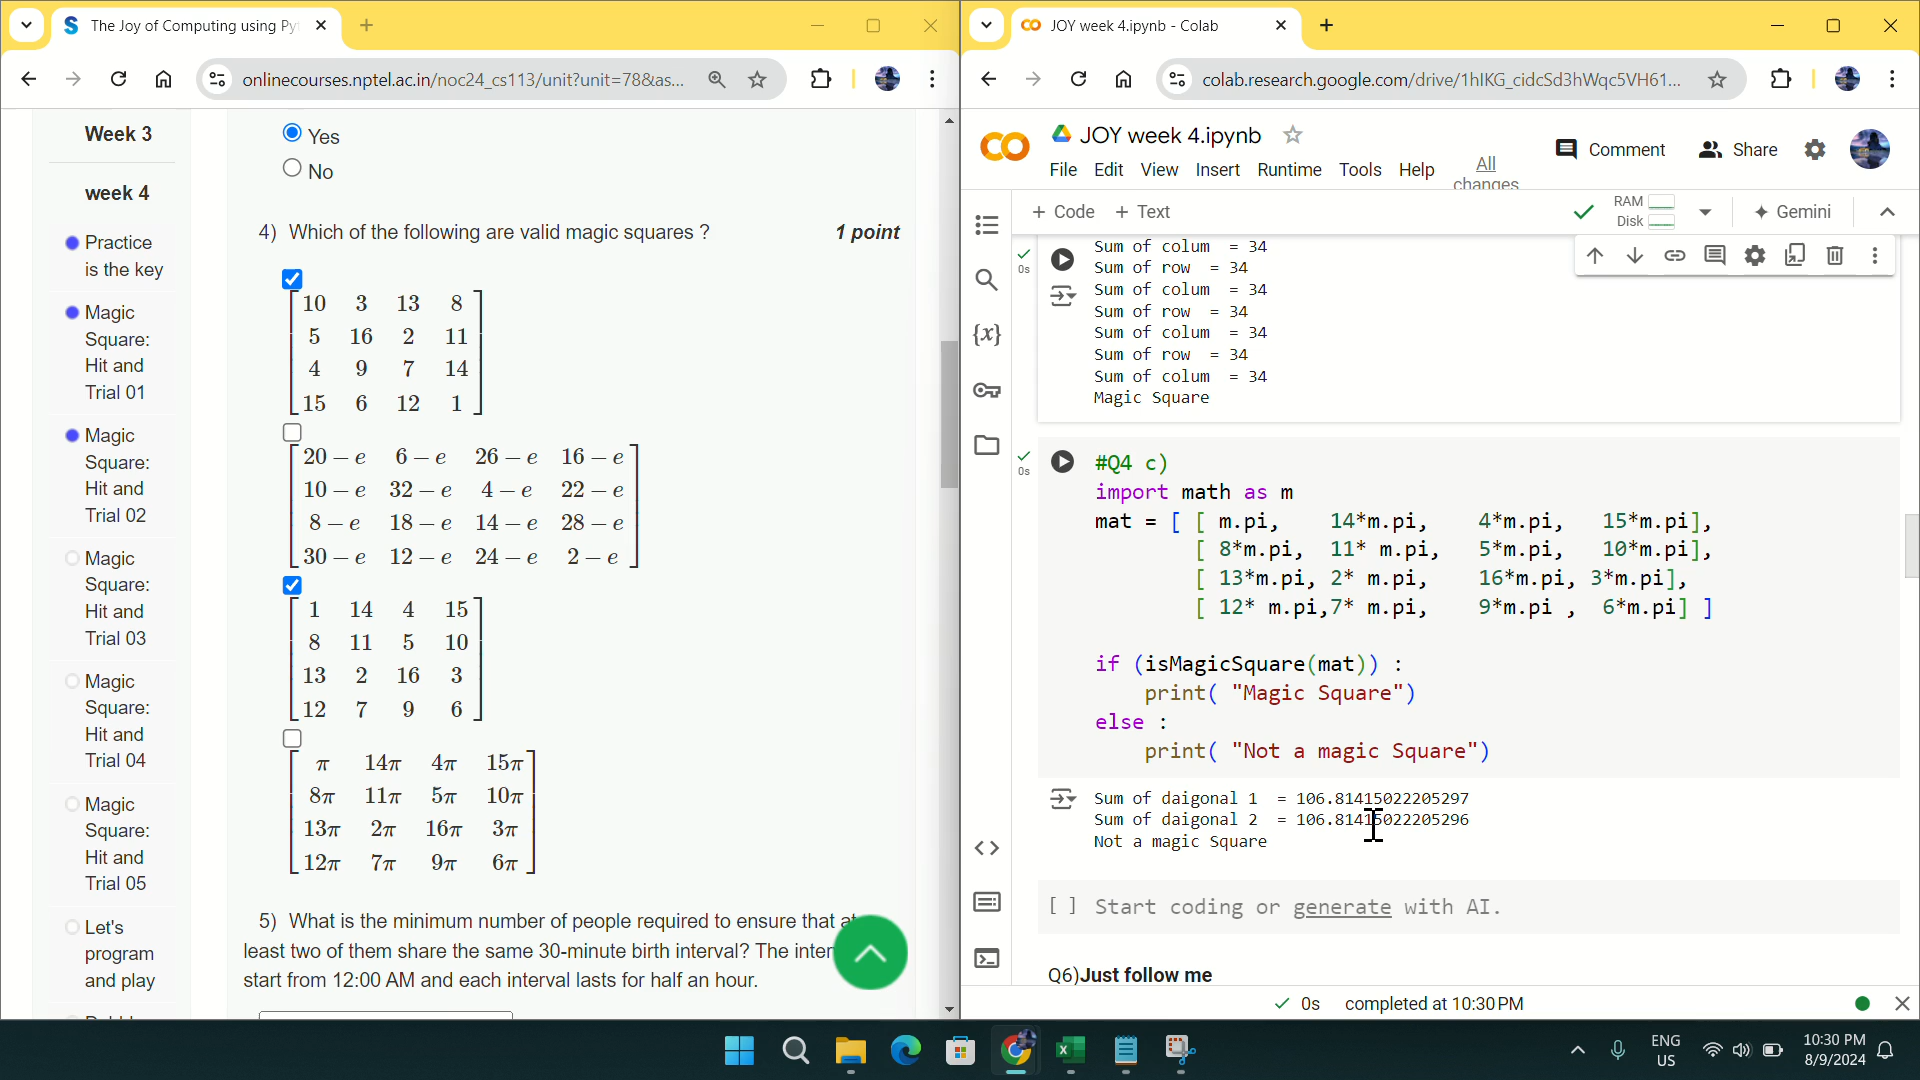 The Joy of Computing using Py
onlinecourses.nptel.ac.in/noc24_cs113/unit?unit=78&as...
Week 3
week 4
Practice
is the key
Magic
Square:
Hit and
Trial 01
Magic
Square:
Hit and
Trial 02
Magic
Square:
Hit and
Trial 03
Magic
Square:
Hit and
Trial 04
Magic
Square:
Hit and
Trial 05
Let's
program
and play
Yes
No
4) Which of the following are valid magic squares ? 1 point
10 3 13 8
5 16 2 11
4 9 7 14
15 6 12 1
20 − e 6 − e 26 − e 16 − e
10 − e 32 − e 4 − e 22 − e
8 − e 18 − e 14 − e 28 − e
30 − e 12 − e 24 − e 2 − e
1 14 4 15
8 11 5 10
13 2 16 3
12 7 9 6
π 14π 4π 15π
8π 11π 5π 10π
13π 2π 16π 3π
12π 7π 9π 6π
5) What is the minimum number of people required to ensure that at
least two of them share the same 30-minute birth interval? The inter
start from 12:00 AM and each interval lasts for half an hour.
JOY week 4.ipynb - Colab
colab.research.google.com/drive/1hIKG_cidcSd3hWqc5VH61...
JOY week 4.ipynb
Comment Share
File Edit View Insert Runtime Tools Help All changes
+ Code + Text
RAM
Disk
Gemini
0s
Sum of colum = 34
Sum of row = 34
Sum of colum = 34
Sum of row = 34
Sum of colum = 34
Sum of row = 34
Sum of colum = 34
Magic Square
0s
#Q4 c)
import math as m
mat = [ [ m.pi, 14*m.pi, 4*m.pi, 15*m.pi],
[ 8*m.pi, 11* m.pi, 5*m.pi, 10*m.pi],
[ 13*m.pi, 2* m.pi, 16*m.pi, 3*m.pi],
[ 12* m.pi,7* m.pi, 9*m.pi , 6*m.pi] ]
if (isMagicSquare(mat)) :
print( "Magic Square")
else :
print( "Not a magic Square")
Sum of daigonal 1 = 106.81415022205297
Sum of daigonal 2 = 106.81415022205296
Not a magic Square
[ ] Start coding or generate with AI.
Q6)Just follow me
0s completed at 10:30 PM
ENG
US
10:30 PM
8/9/2024